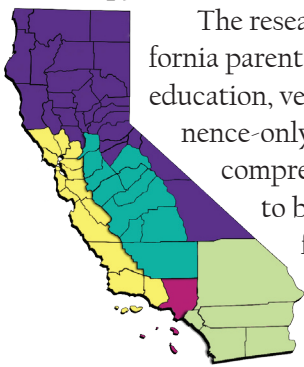 The resea
fornia parent
education, ve
nence-only
compre
to b
f